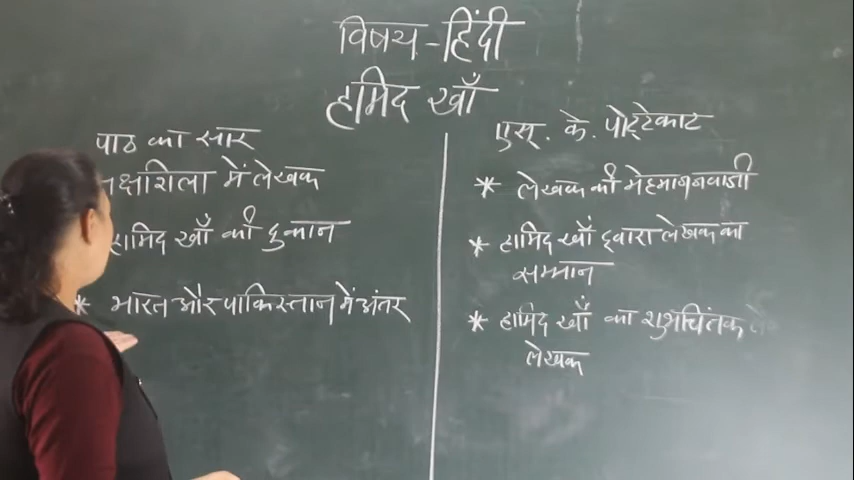 विषय-हिंदी
हामिद खाँ
पाठ का सार
तक्षशिला में लेखक
हामिद खाँ की दुकान
* भारत और पाकिस्तान में अंतर
एस. के. पोट्टेकाट
* लेखक की मेहमाननवाजी
* हामिद खाँ द्वारा लेखक का
सम्मान
* हामिद खाँ का शुभचिंतक
लेखक